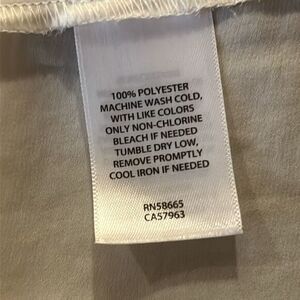 100% POLYESTER
MACHINE WASH COLD,
WITH LIKE COLORS
ONLY NON-CHLORINE
BLEACH IF NEEDED
TUMBLE DRY LOW,
REMOVE PROMPTLY
COOL IRON IF NEEDED
RN58665
CA57963